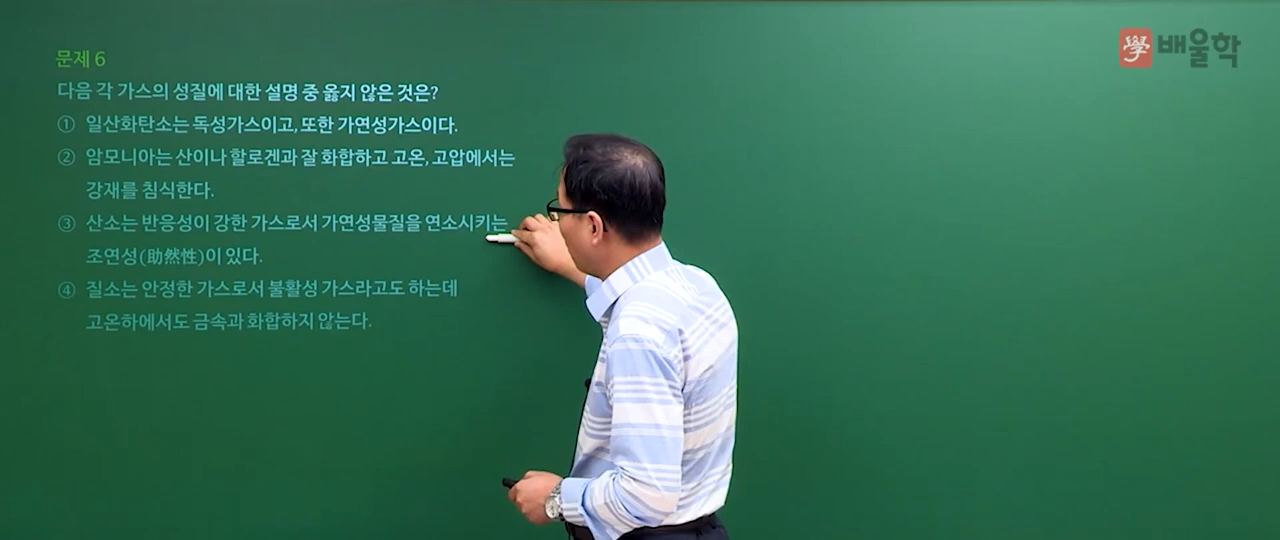 學 배울학
문제 6
다음 각 가스의 성질에 대한 설명 중 옳지 않은 것은?
① 일산화탄소는 독성가스이고, 또한 가연성가스이다.
② 암모니아는 산이나 할로겐과 잘 화합하고 고온, 고압에서는
강재를 침식한다.
③ 산소는 반응성이 강한 가스로서 가연성물질을 연소시키는
조연성(助然性)이 있다.
④ 질소는 안정한 가스로서 불활성 가스라고도 하는데
고온하에서도 금속과 화합하지 않는다.